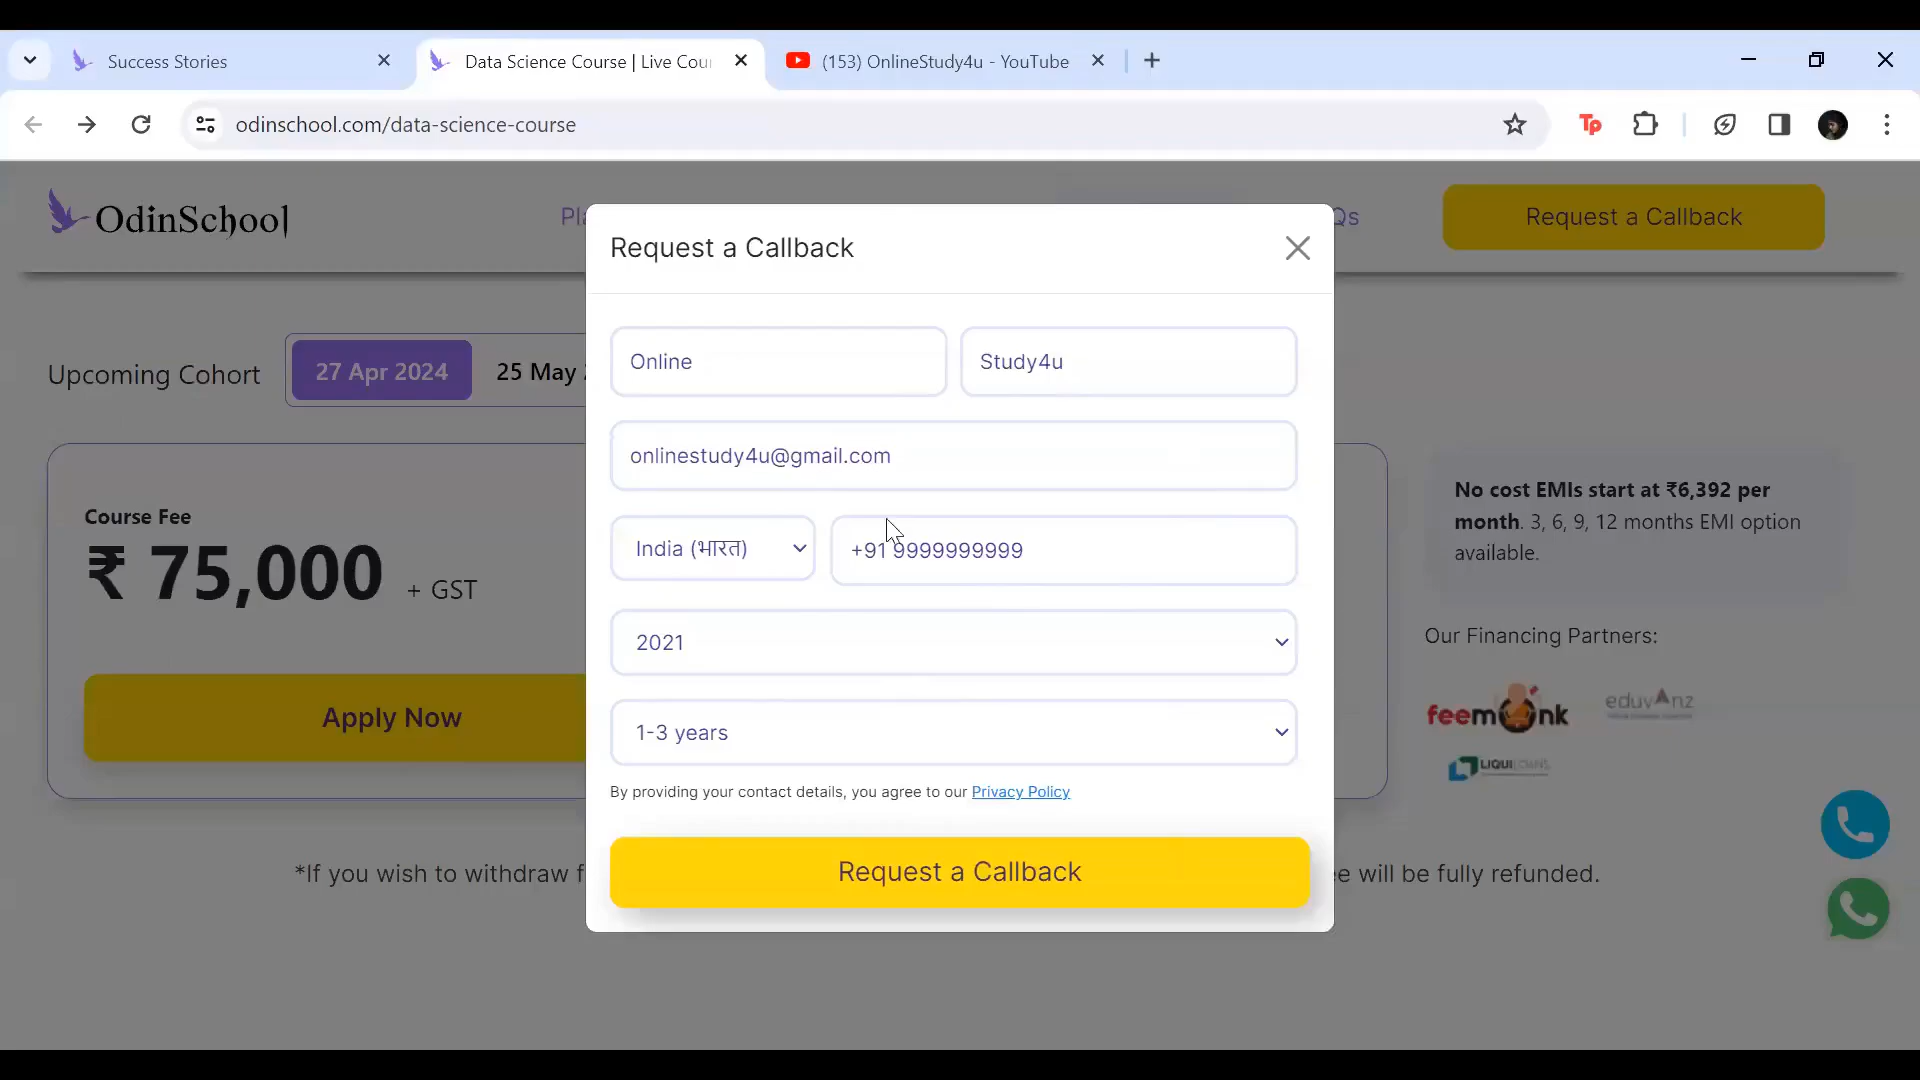 Success Stories
Data Science Course | Live Cou
(153) OnlineStudy4u - YouTube
odinschool.com/data-science-course
Tp
OdinSchool
Request a Callback
Request a Callback
Upcoming Cohort
27 Apr 2024
25 May
Online
Study4u
onlinestudy4u@gmail.com
Course Fee
₹ 75,000 + GST
India (भारत)
+91 9999999999
No cost EMIs start at ₹6,392 per
month. 3, 6, 9, 12 months EMI option
available.
2021
Our Financing Partners:
feemonk
eduvanz
Apply Now
1-3 years
By providing your contact details, you agree to our Privacy Policy
*If you wish to withdraw
Request a Callback
will be fully refunded.